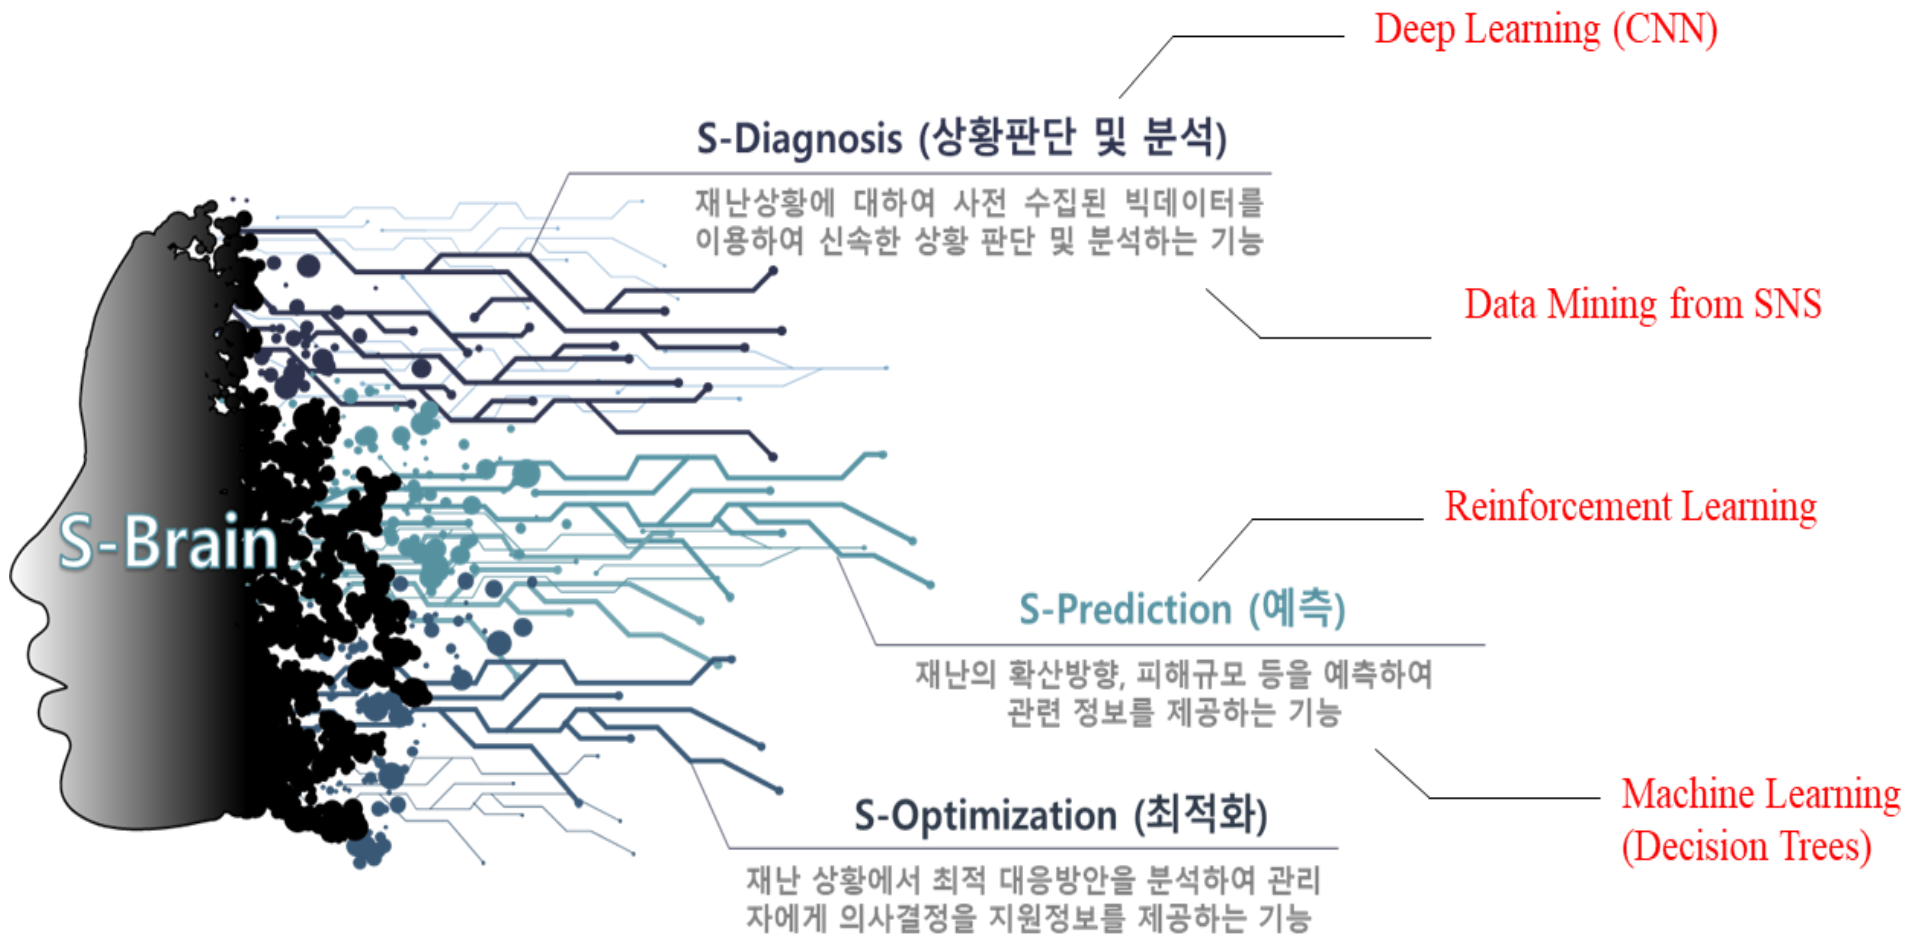 Deep Learning (CNN)
S-Diagnosis (상황판단 및 분석)
재난상황에 대하여 사전 수집된 빅데이터를
이용하여 신속한 상황 판단 및 분석하는 기능
Data Mining from SNS
S-Brain
Reinforcement Learning
S-Prediction (예측)
재난의 확산방향, 피해규모 등을 예측하여
관련 정보를 제공하는 기능
Machine Learning
(Decision Trees)
S-Optimization (최적화)
재난 상황에서 최적 대응방안을 분석하여 관리
자에게 의사결정을 지원정보를 제공하는 기능